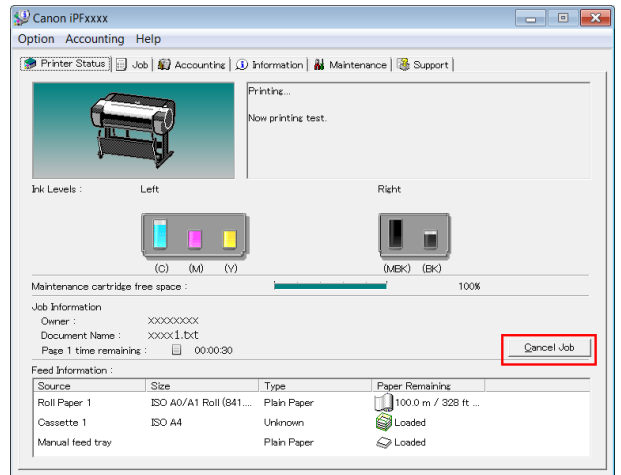 Canon iPFxxxx
Option Accounting Help
Printer Status Job Accounting Information Maintenance Support
Printing...
Now printing test.
Ink Levels : Left Right
(C) (M) (Y) (MBK) (BK)
Maintenance cartridge free space : 100%
Job Information
Owner : XXXXXXXX
Document Name : xxxx1.txt
Page 1 time remaining : 00:00:30
Cancel Job
Feed Information :
Source Size Type Paper Remaining
Roll Paper 1 ISO A0/A1 Roll (841.... Plain Paper 100.0 m / 328 ft ...
Cassette 1 ISO A4 Unknown Loaded
Manual feed tray Plain Paper Loaded